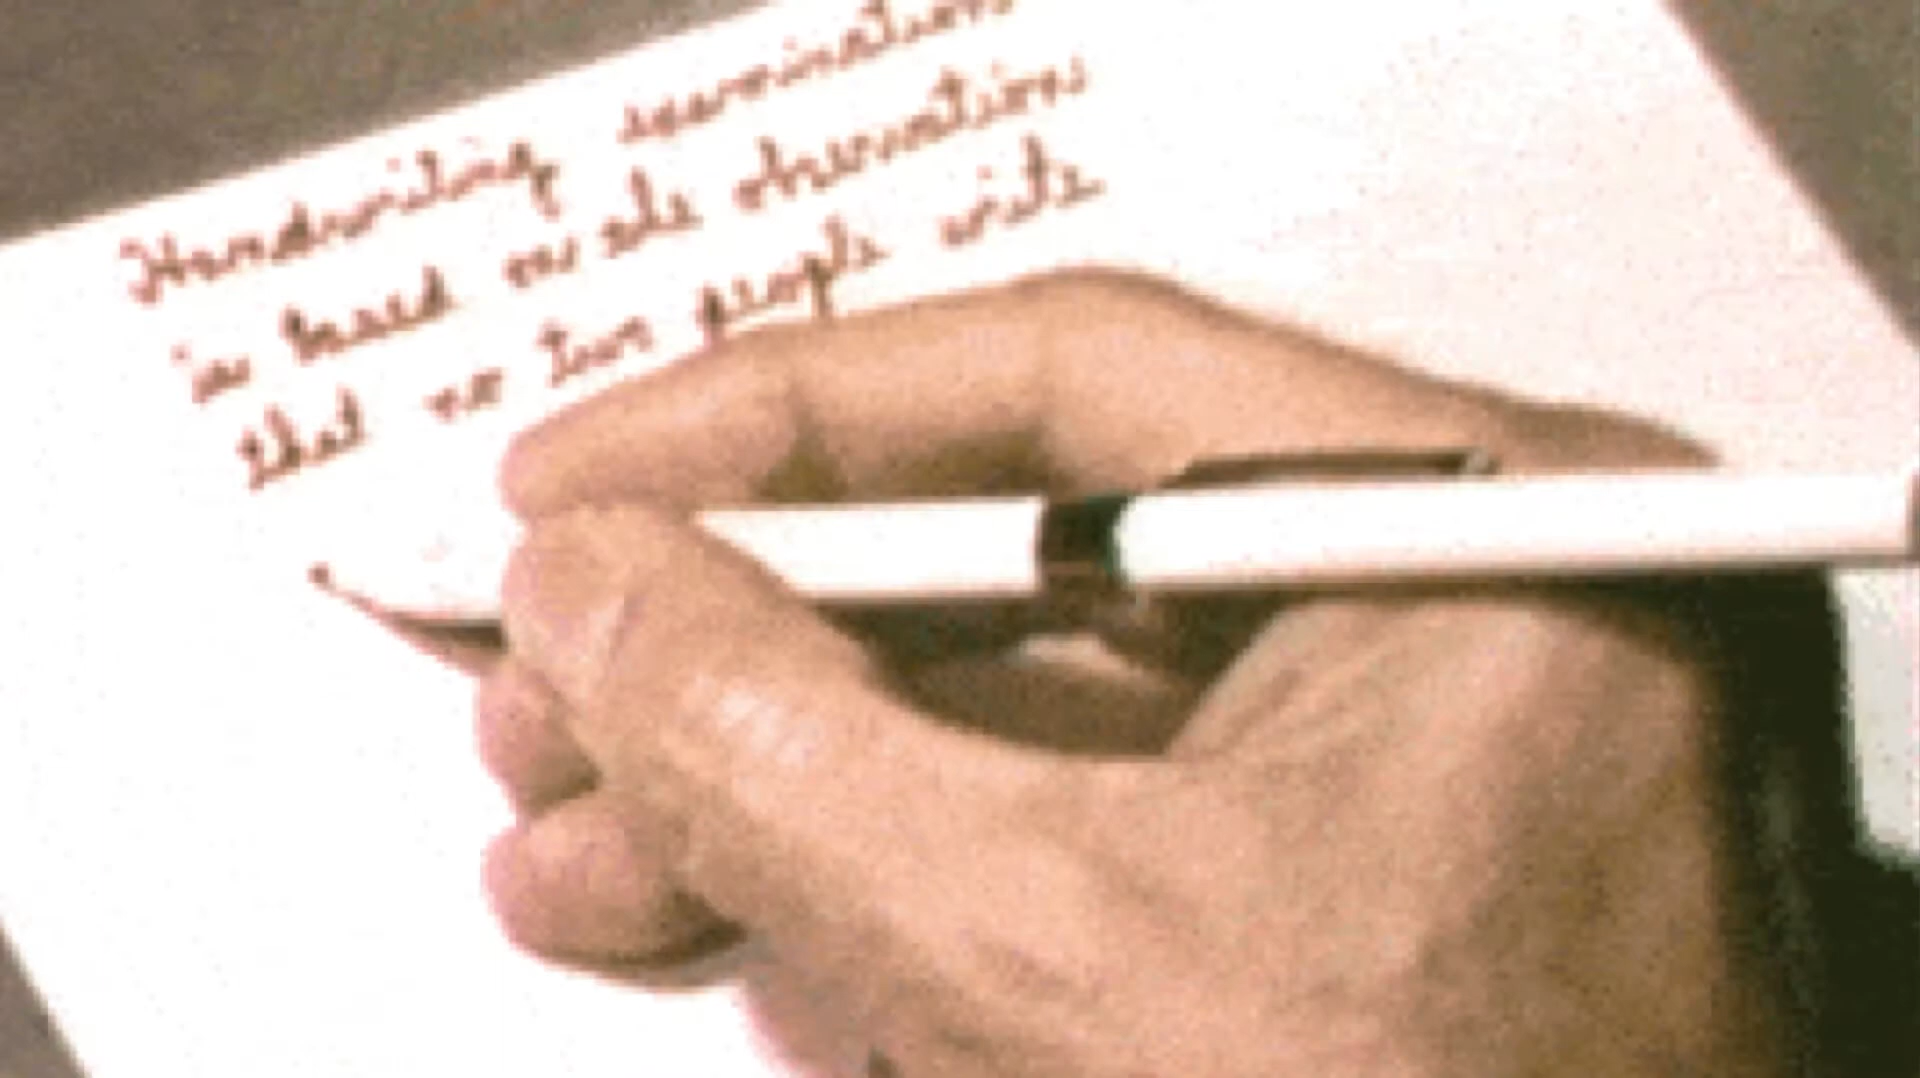 Handwriting examination
is based on the observation
that no two people write